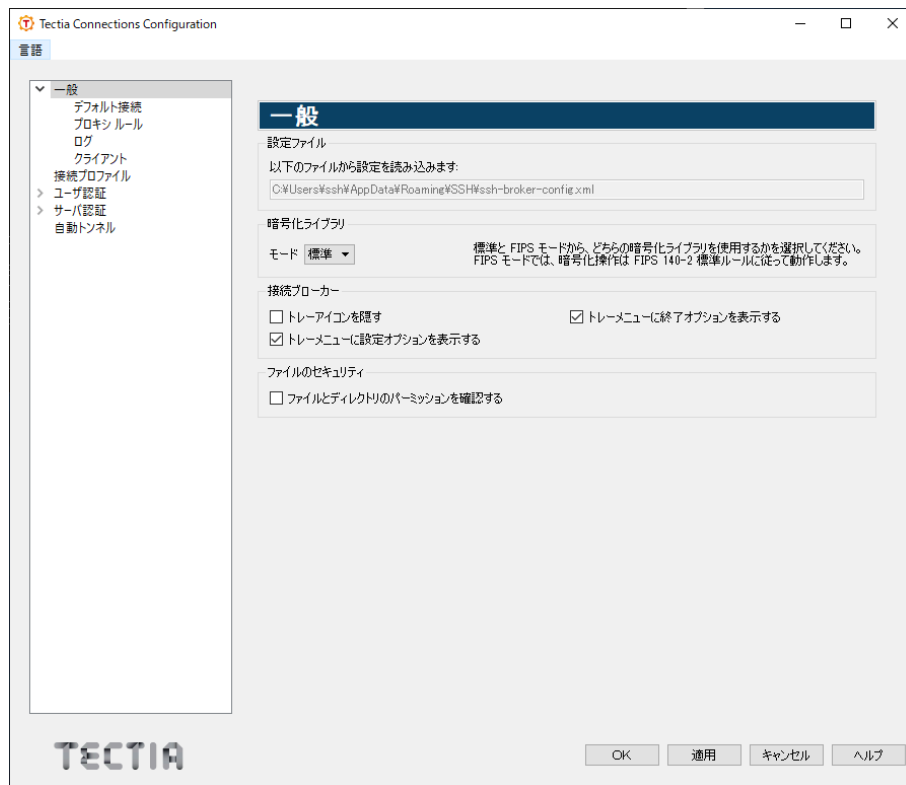 Tectia Connections Configuration
言語
一般
デフォルト接続
プロキシ ルール
ログ
クライアント
接続プロファイル
ユーザ認証
サーバ認証
自動トンネル
一般
設定ファイル
以下のファイルから設定を読み込みます:
C:¥Users¥ssh¥AppData¥Roaming¥SSH¥ssh-broker-config.xml
暗号化ライブラリ
モード 標準
標準と FIPS モードから、どちらの暗号化ライブラリを使用するかを選択してください。
FIPS モードでは、暗号化操作は FIPS 140-2 標準ルールに従って動作します。
接続ブローカー
トレーアイコンを隠す
トレーメニューに終了オプションを表示する
トレーメニューに設定オプションを表示する
ファイルのセキュリティ
ファイルとディレクトリのパーミッションを確認する
TECTIA
OK 適用 キャンセル ヘルプ